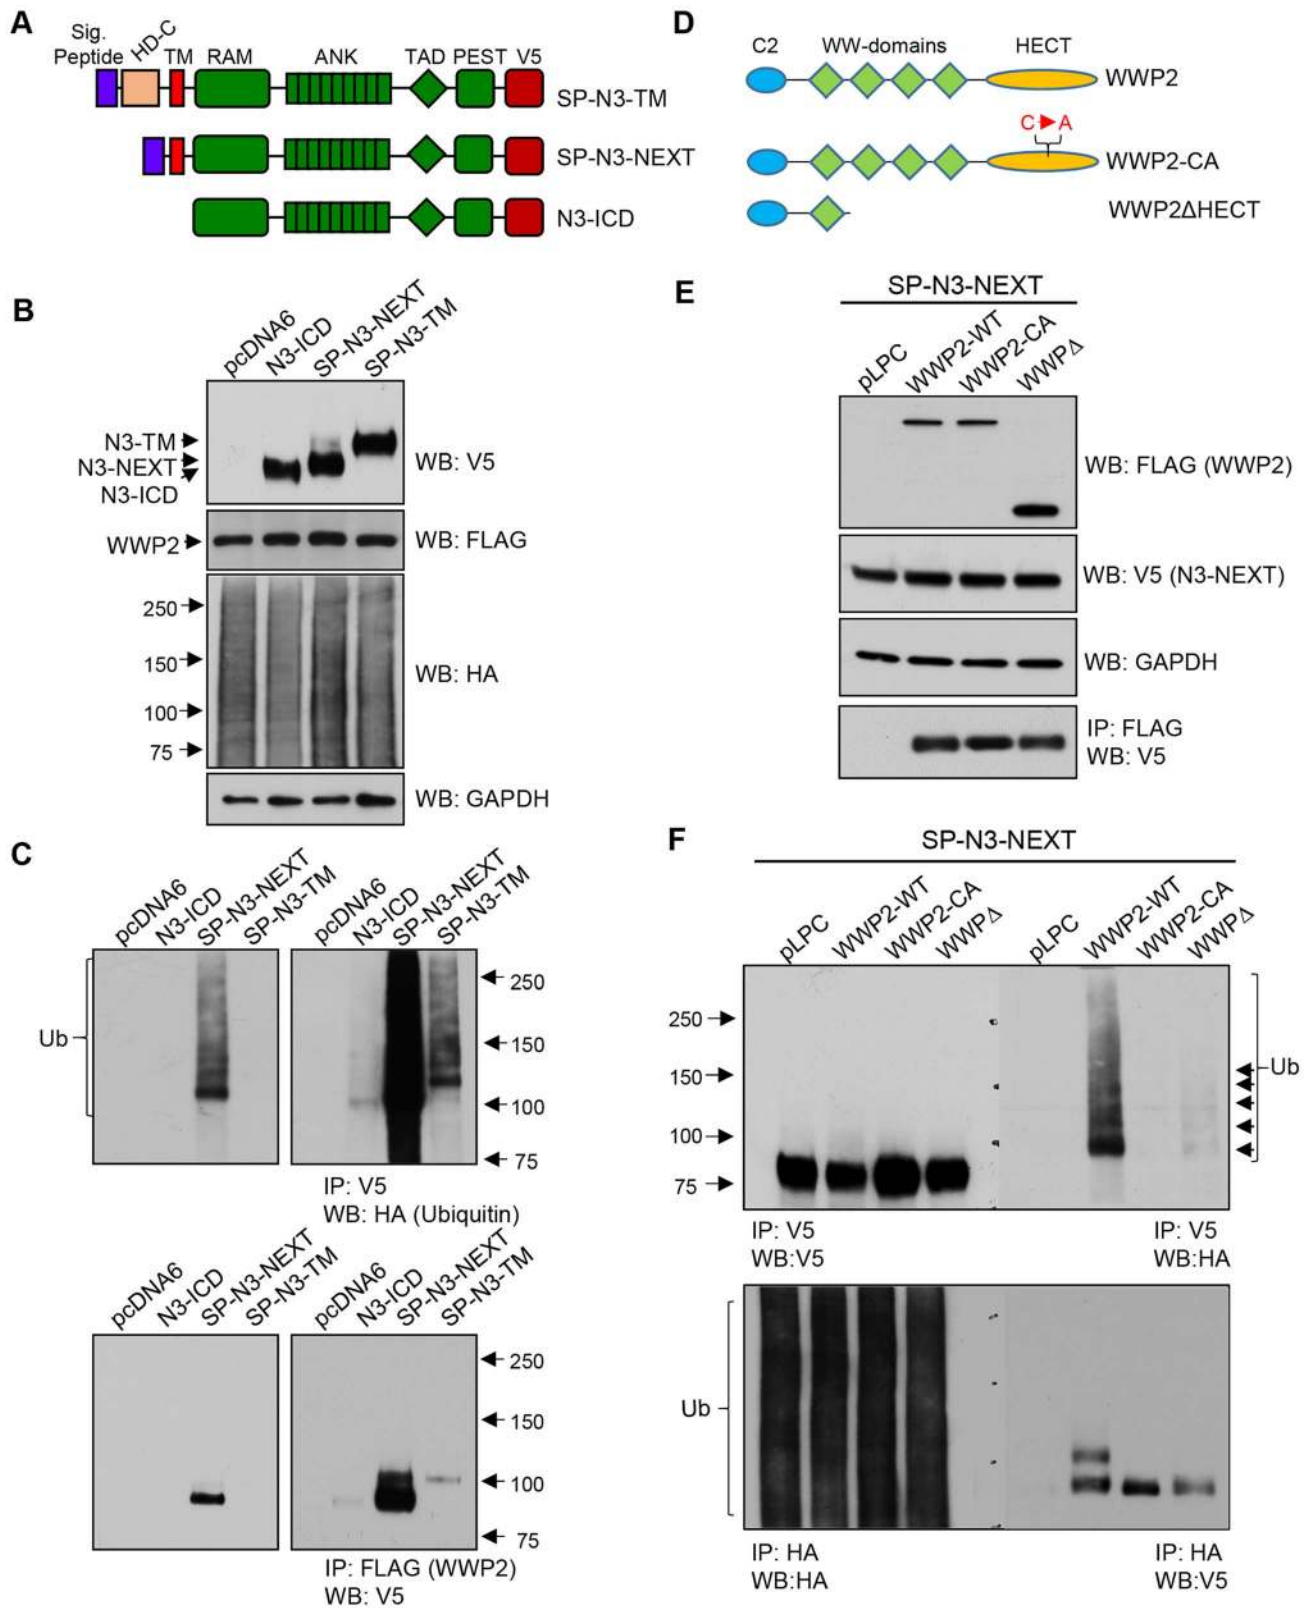 A
Sig.
Peptide
HD-C
TM
RAM
ANK
TAD
PEST
V5
SP-N3-TM
SP-N3-NEXT
N3-ICD
B
pcDNA6
N3-ICD
SP-N3-NEXT
SP-N3-TM
N3-TM
N3-NEXT
N3-ICD
WB: V5
WWP2
WB: FLAG
250
150
100
75
WB: HA
WB: GAPDH
C
pcDNA6
N3-ICD
SP-N3-NEXT
SP-N3-TM
pcDNA6
N3-ICD
SP-N3-NEXT
SP-N3-TM
Ub
250
150
100
75
IP: V5
WB: HA (Ubiquitin)
pcDNA6
N3-ICD
SP-N3-NEXT
SP-N3-TM
pcDNA6
N3-ICD
SP-N3-NEXT
SP-N3-TM
250
150
100
75
IP: FLAG (WWP2)
WB: V5
D
C2
WW-domains
HECT
WWP2
C A
WWP2-CA
WWP2ΔHECT
E
SP-N3-NEXT
pLPC
WWP2-WT
WWP2-CA
WWPΔ
WB: FLAG (WWP2)
WB: V5 (N3-NEXT)
WB: GAPDH
IP: FLAG
WB: V5
F
SP-N3-NEXT
pLPC
WWP2-WT
WWP2-CA
WWPΔ
pLPC
WWP2-WT
WWP2-CA
WWPΔ
250
150
100
75
Ub
IP: V5
WB:V5
IP: V5
WB:HA
Ub
IP: HA
WB:HA
IP: HA
WB:V5